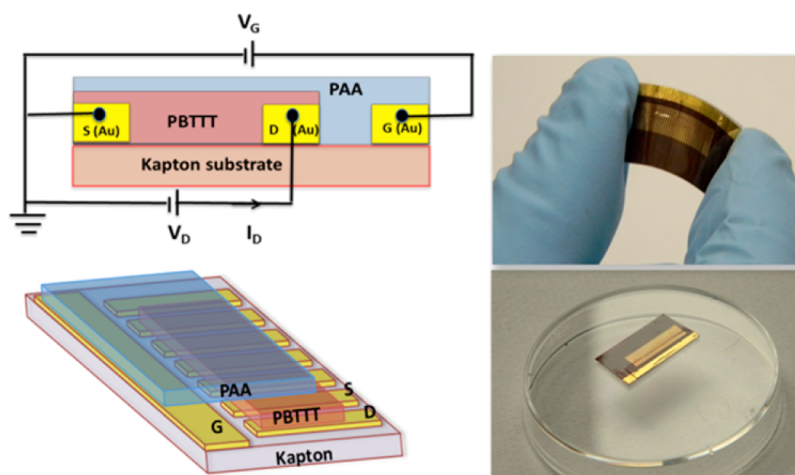 V_G
PAA
PBTTT
S (Au)
D (Au)
G (Au)
Kapton substrate
V_D I_D
PAA
S
PBTTT
D
G
Kapton